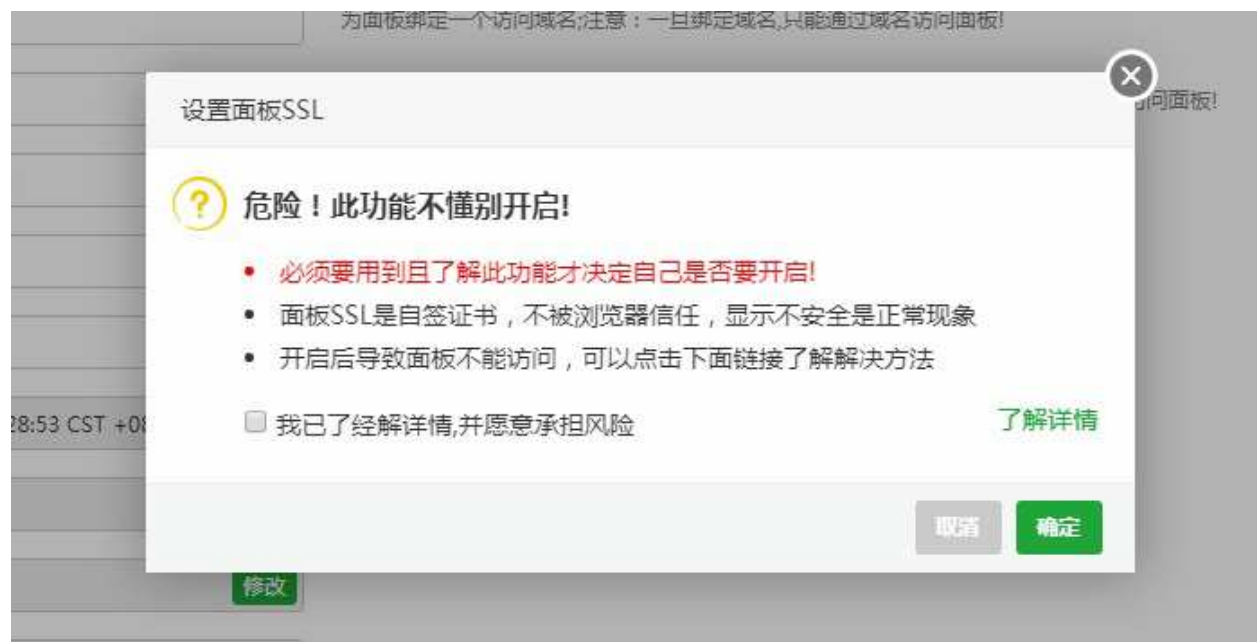 为面板绑定一个访问域名;注意：一旦绑定域名,只能通过域名访问面板!
问面板!
设置面板SSL
危险！此功能不懂别开启!
必须要用到且了解此功能才决定自己是否要开启!
面板SSL是自签证书，不被浏览器信任，显示不安全是正常现象
开启后导致面板不能访问，可以点击下面链接了解解决方法
28:53 CST +08
我已了经解详情,并愿意承担风险
了解详情
取消
确定
修改